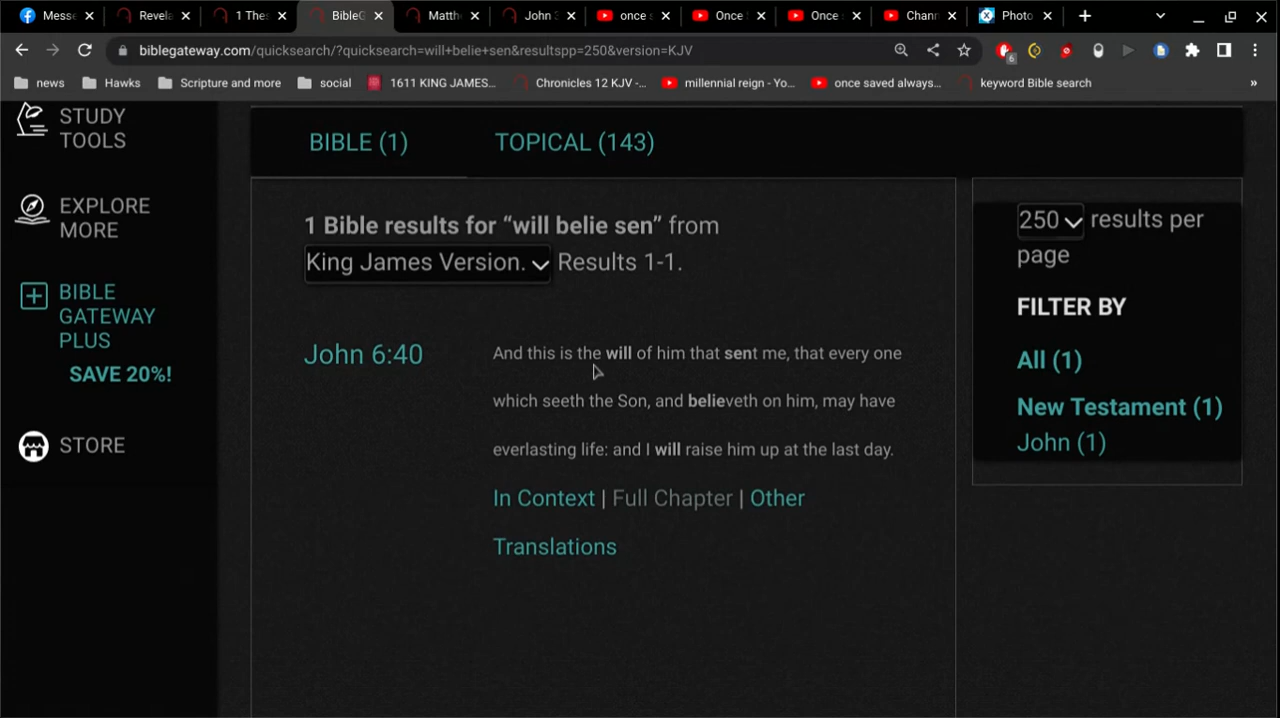 Messe
Revela
1 Thes
BibleG
Matthe
John 3:
once s
Once S
Once s
Chann
Photo
biblegateway.com/quicksearch/?quicksearch=will+belie+sen&resultspp=250&version=KJV
6
news
Hawks
Scripture and more
social
1611 KING JAMES...
Chronicles 12 KJV -...
millennial reign - Yo...
once saved always...
keyword Bible search
»
STUDY
TOOLS
EXPLORE
MORE
BIBLE
GATEWAY
PLUS
SAVE 20%!
STORE
BIBLE (1)
TOPICAL (143)
1 Bible results for “will belie sen” from
King James Version. Results 1-1.
John 6:40
And this is the will of him that sent me, that every one
which seeth the Son, and believeth on him, may have
everlasting life: and I will raise him up at the last day.
In Context | Full Chapter | Other
Translations
250 results per
page
FILTER BY
All (1)
New Testament (1)
John (1)